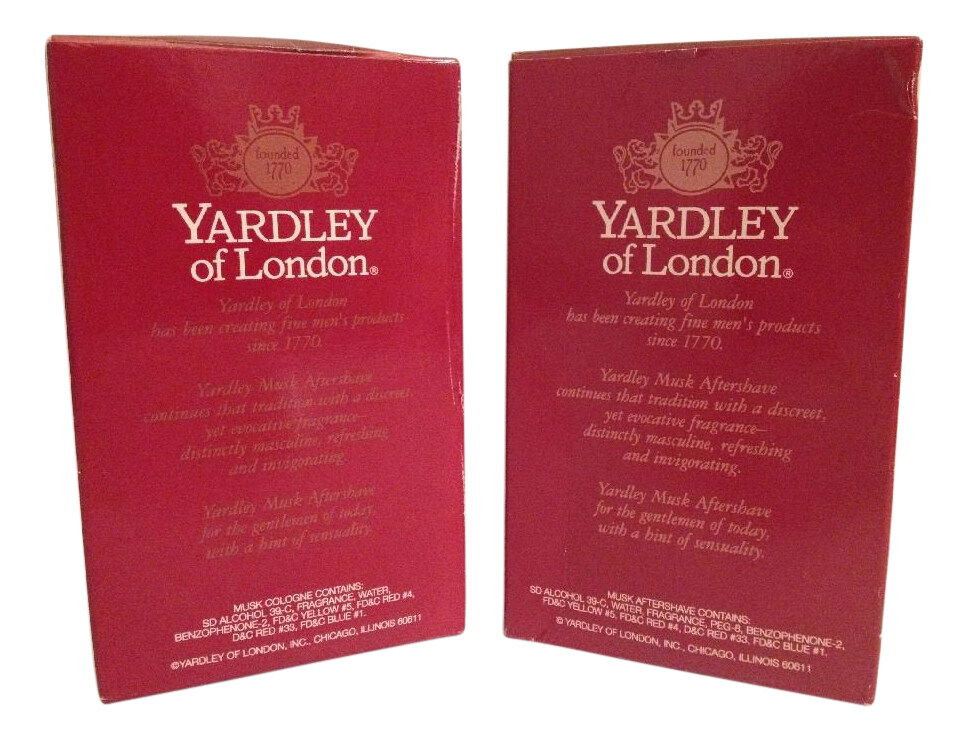 founded
1770
YARDLEY
of London®
Yardley of London
has been creating fine men's products
since 1770.
Yardley Musk Aftershave
continues that tradition with a discreet,
yet evocative fragrance—
distinctly masculine, refreshing
and invigorating.
Yardley Musk Aftershave
for the gentlemen of today,
with a hint of sensuality.
MUSK COLOGNE CONTAINS:
SD ALCOHOL 39-C, FRAGRANCE, WATER,
BENZOPHENONE-2, FD&C YELLOW #5, FD&C RED #4,
D&C RED #33, FD&C BLUE #1.
©YARDLEY OF LONDON, INC., CHICAGO, ILLINOIS 60611
founded
1770
YARDLEY
of London®
Yardley of London
has been creating fine men's products
since 1770.
Yardley Musk Aftershave
continues that tradition with a discreet,
yet evocative fragrance—
distinctly masculine, refreshing
and invigorating.
Yardley Musk Aftershave
for the gentlemen of today,
with a hint of sensuality.
MUSK AFTERSHAVE CONTAINS:
SD ALCOHOL 39-C, WATER, FRAGRANCE, PEG-8, BENZOPHENONE-2,
FD&C YELLOW #5, FD&C RED #4, D&C RED #33, FD&C BLUE #1.
©YARDLEY OF LONDON, INC., CHICAGO, ILLINOIS 60611